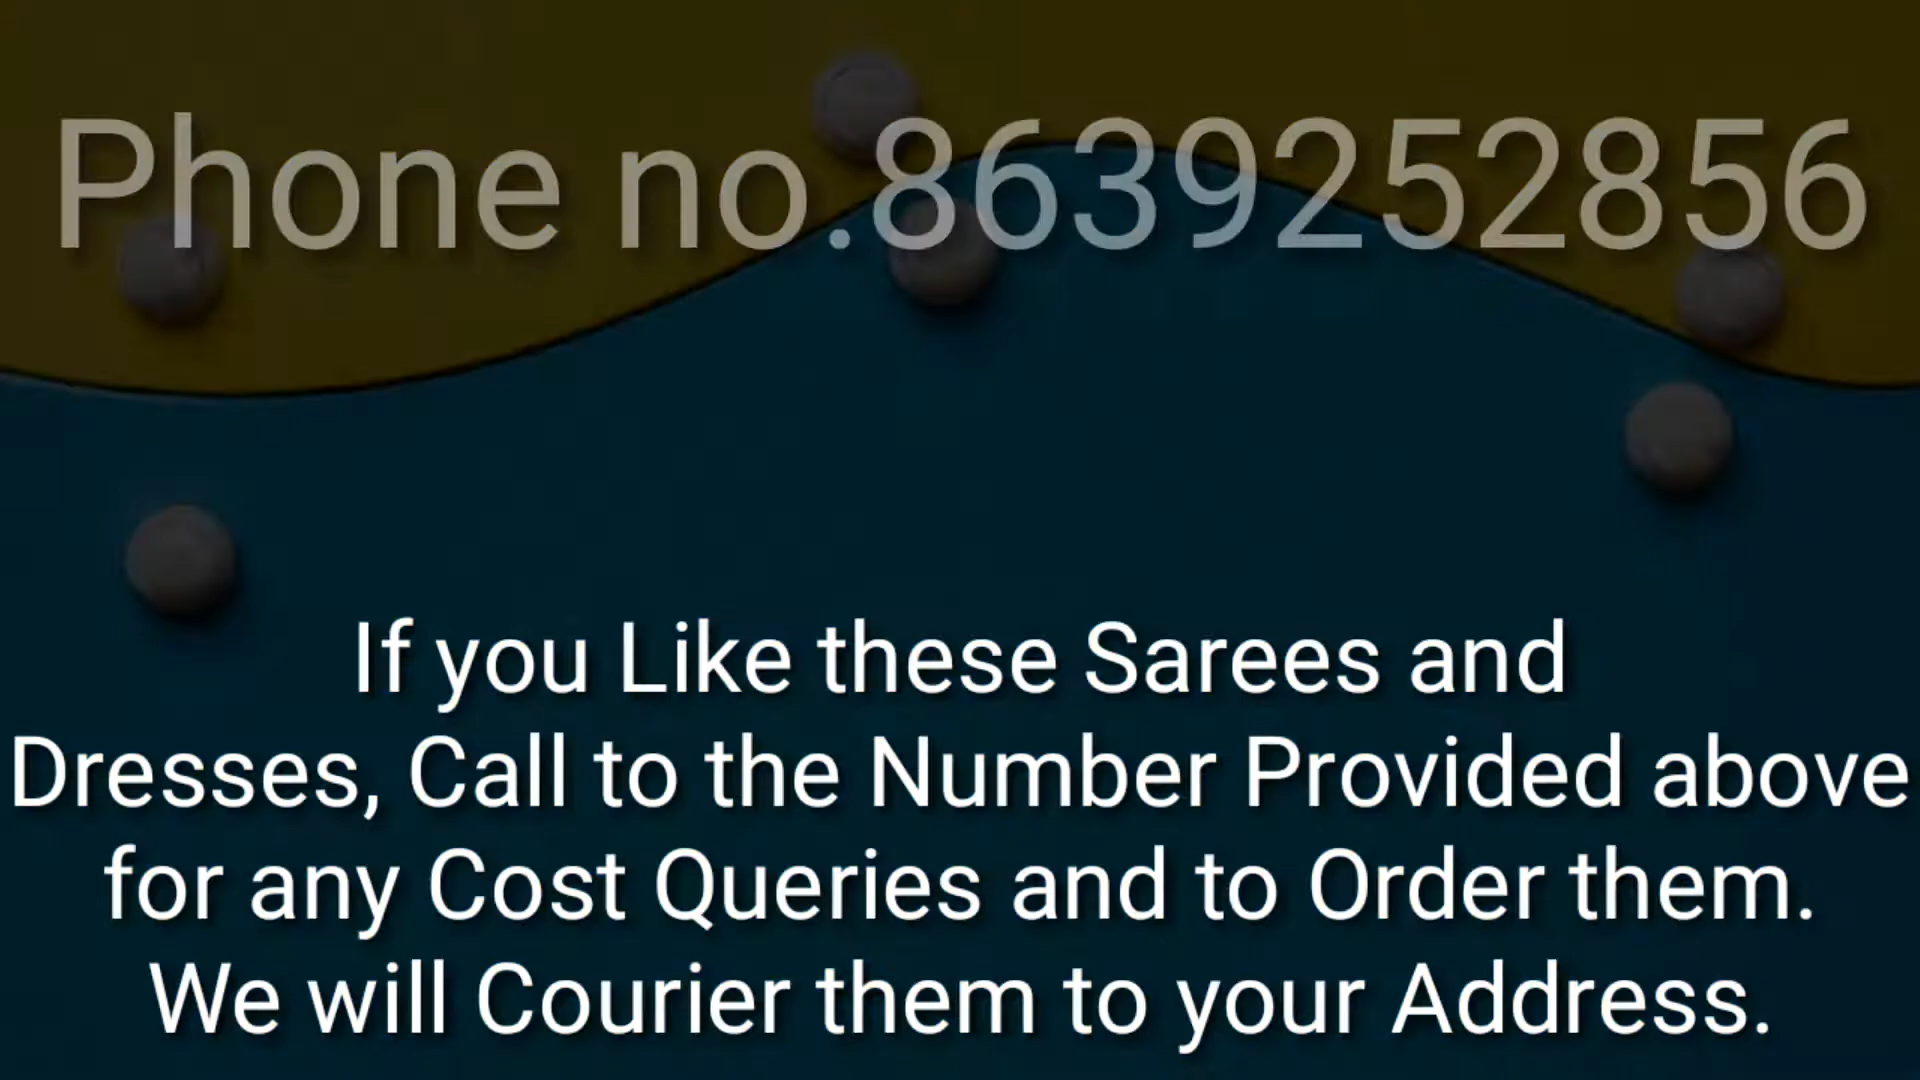 Phone no.8639252856
If you Like these Sarees and
Dresses, Call to the Number Provided above
for any Cost Queries and to Order them.
We will Courier them to your Address.